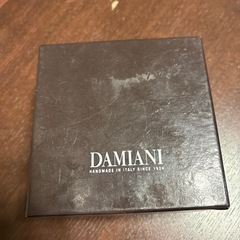 DAMIANI
HANDMADE IN ITALY SINCE 1924